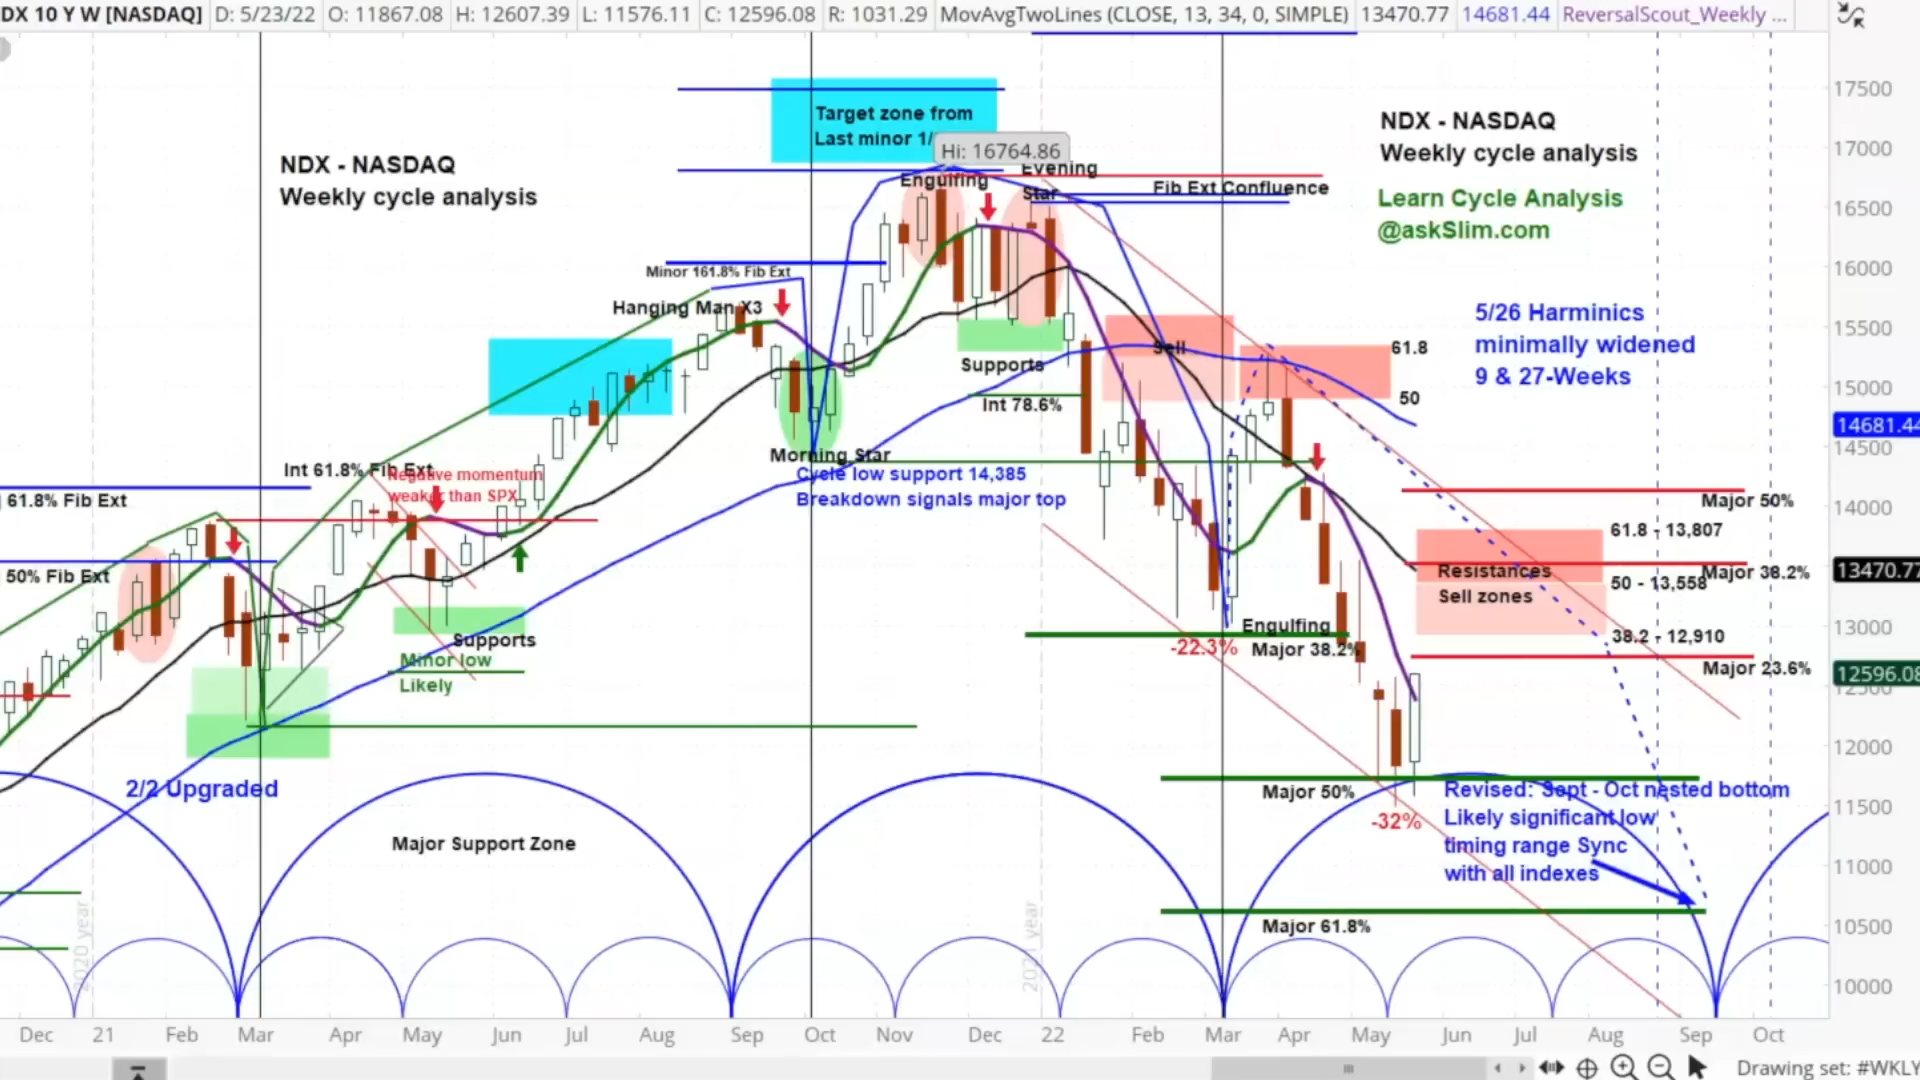 DX 10 Y W [NASDAQ] D: 5/23/22 O: 11867.08 H: 12607.39 L: 11576.11 C: 12596.08 R: 1031.29 MovAvgTwoLines (CLOSE, 13, 34, 0, SIMPLE) 13470.77 14681.44 ReversalScout_Weekly ...
Target zone from
Last minor 1/
Hi: 16764.86
NDX - NASDAQ
Weekly cycle analysis
NDX - NASDAQ
Weekly cycle analysis
Learn Cycle Analysis
@askSlim.com
Engulfing
Evening
Star
Fib Ext Confluence
Minor 161.8% Fib Ext
Hanging Man X3
5/26 Harminics
minimally widened
9 & 27-Weeks
Sell
61.8
50
Supports
Int 78.6%
Morning Star
Cycle low support 14,385
Breakdown signals major top
Int 61.8% Fib Ext
Negative momentum
weaker than SPX
61.8% Fib Ext
50% Fib Ext
Supports
Minor low
Likely
Major 50%
61.8 - 13,807
Resistances
Major 38.2%
50 - 13,558
Sell zones
38.2 - 12,910
Major 23.6%
Engulfing
-22.3%
Major 38.2%
2/2 Upgraded
Major Support Zone
Major 50%
-32%
Revised: Sept - Oct nested bottom
Likely significant low
timing range Sync
with all indexes
Major 61.8%
2020 year
2021 year
17500
17000
16500
16000
15500
15000
14681.44
14500
14000
13470.77
13000
12596.08
12500
12000
11500
11000
10500
10000
Dec 21 Feb Mar Apr May Jun Jul Aug Sep Oct Nov Dec 22 Feb Mar Apr May Jun Jul Aug Sep Oct
Drawing set: #WKLY